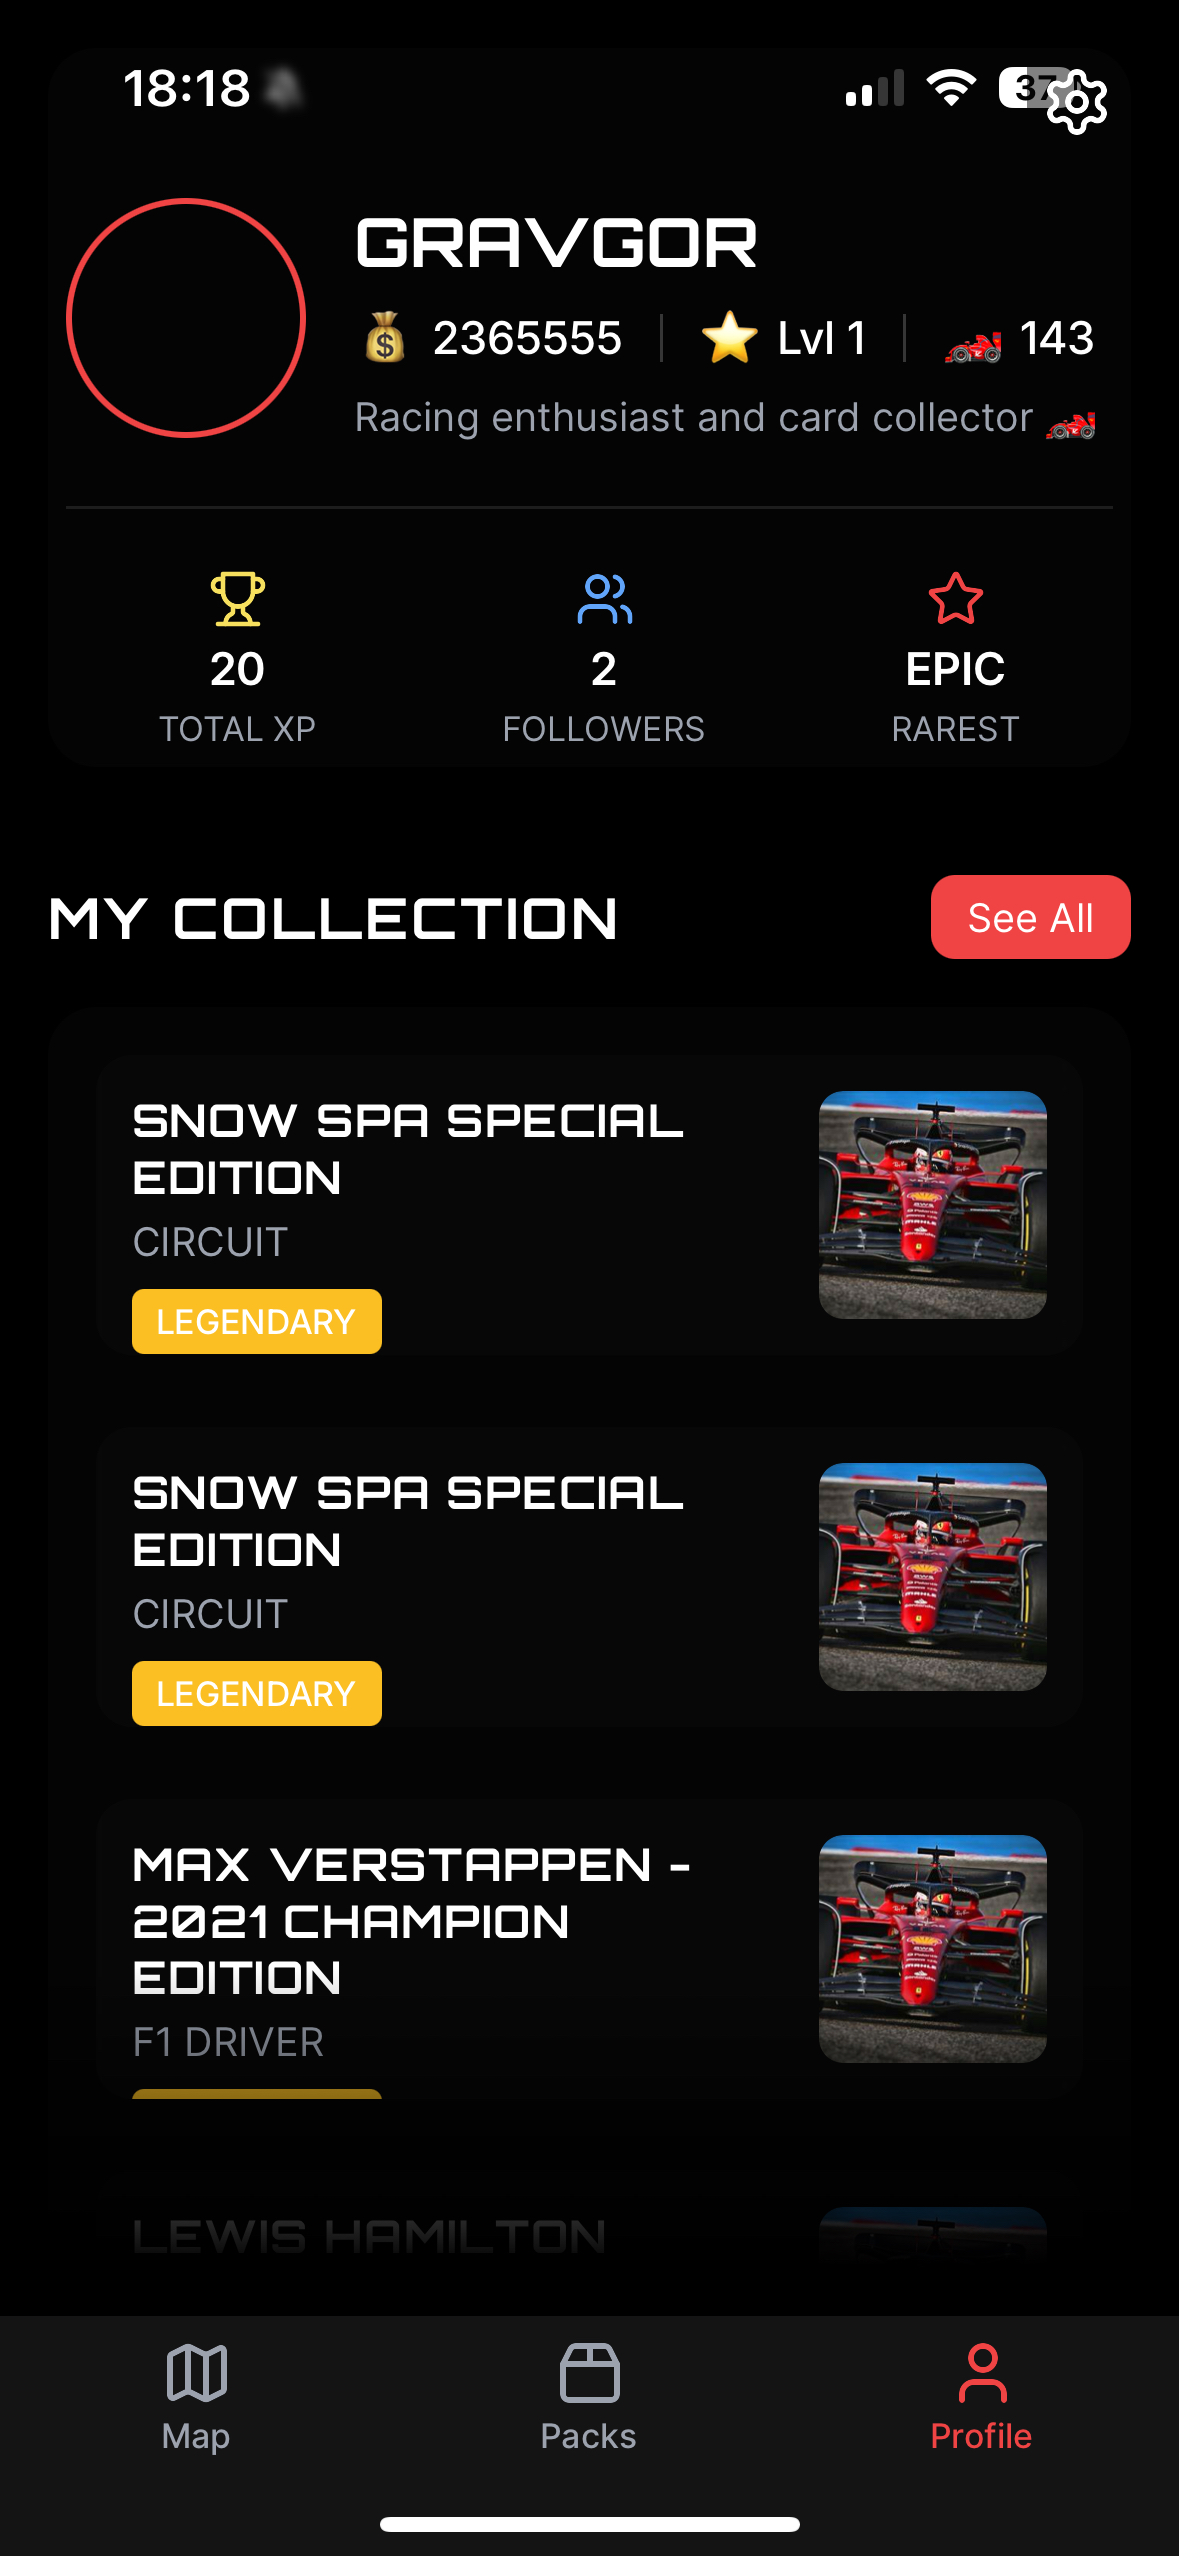 18:18
37
GRAVGOR
2365555 Lvl 1 143
Racing enthusiast and card collector
20 2 EPIC
TOTAL XP FOLLOWERS RAREST
MY COLLECTION See All
SNOW SPA SPECIAL
EDITION
CIRCUIT
LEGENDARY
SNOW SPA SPECIAL
EDITION
CIRCUIT
LEGENDARY
MAX VERSTAPPEN -
2021 CHAMPION
EDITION
F1 DRIVER
LEWIS HAMILTON
Map Packs Profile